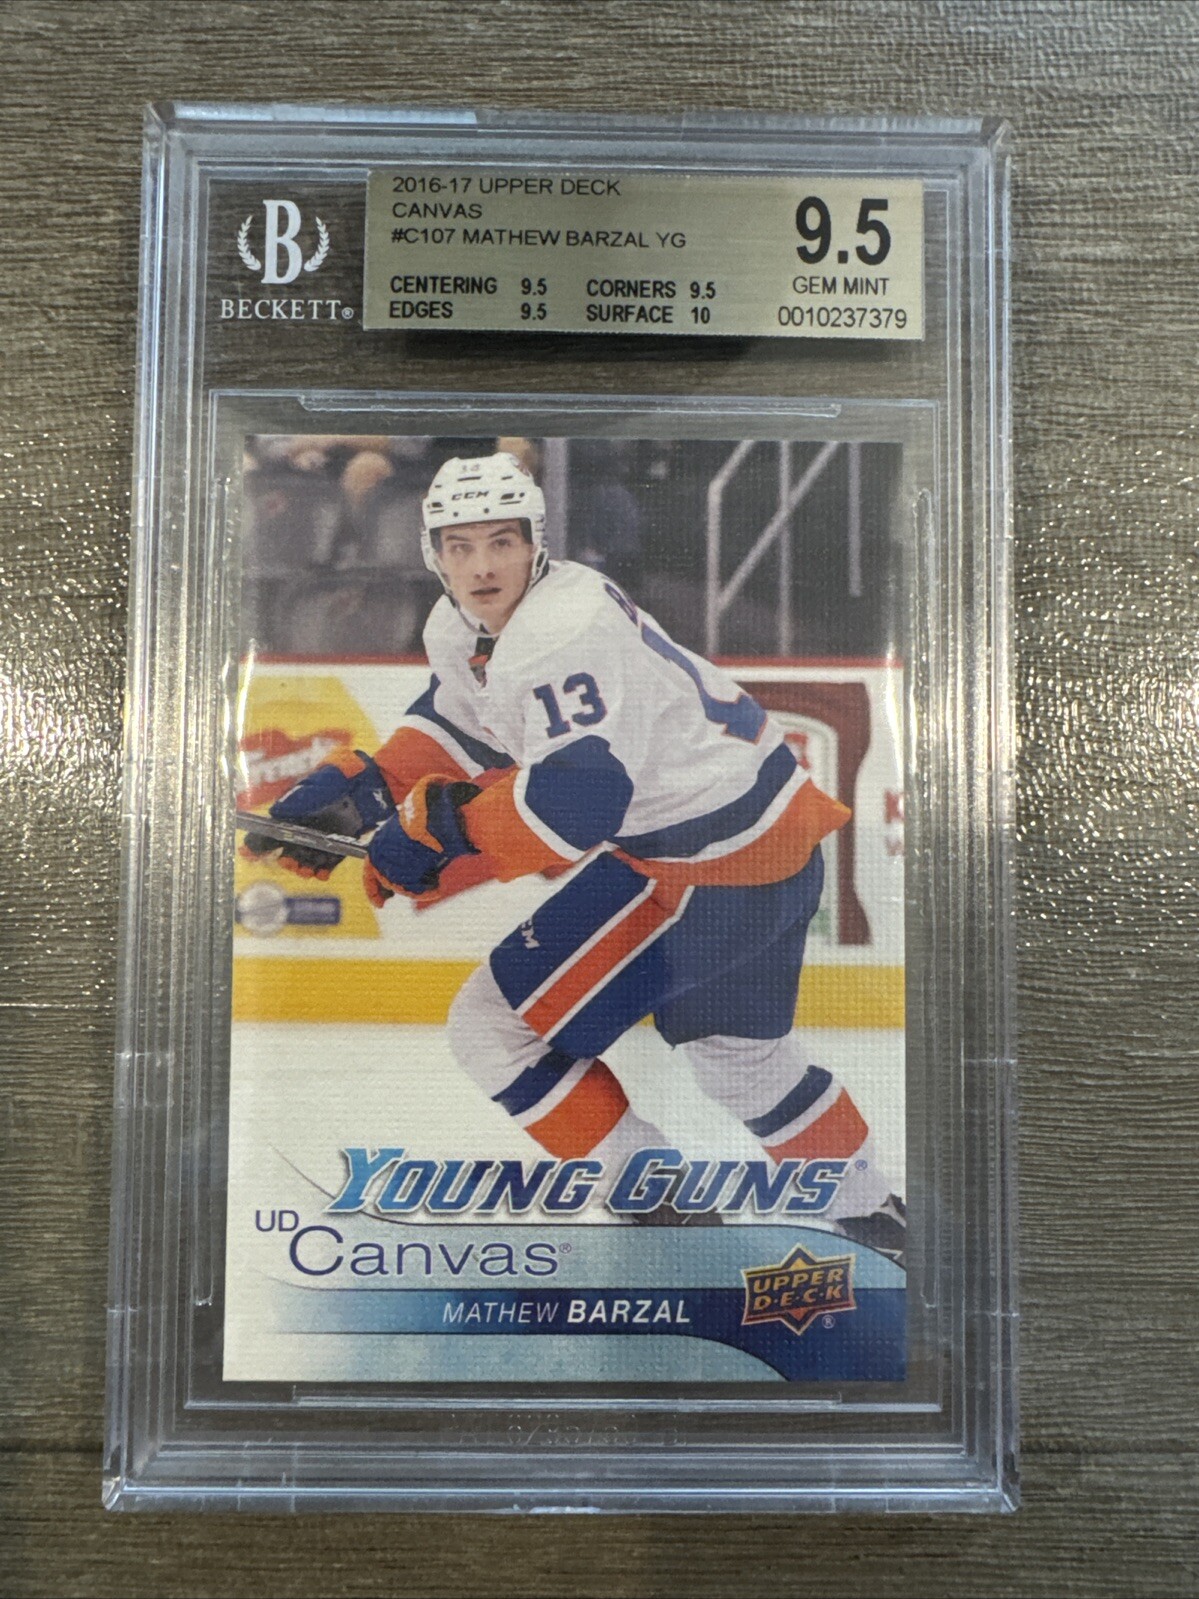 2016-17 UPPER DECK
CANVAS
#C107 MATHEW BARZAL YG
9.5
GEM MINT
0010237379
CENTERING 9.5 CORNERS 9.5
EDGES 9.5 SURFACE 10
B
BECKETT®
13
CCM
13
YOUNG GUNS®
UD Canvas®
MATHEW BARZAL
UPPER
D·E·C·K
®